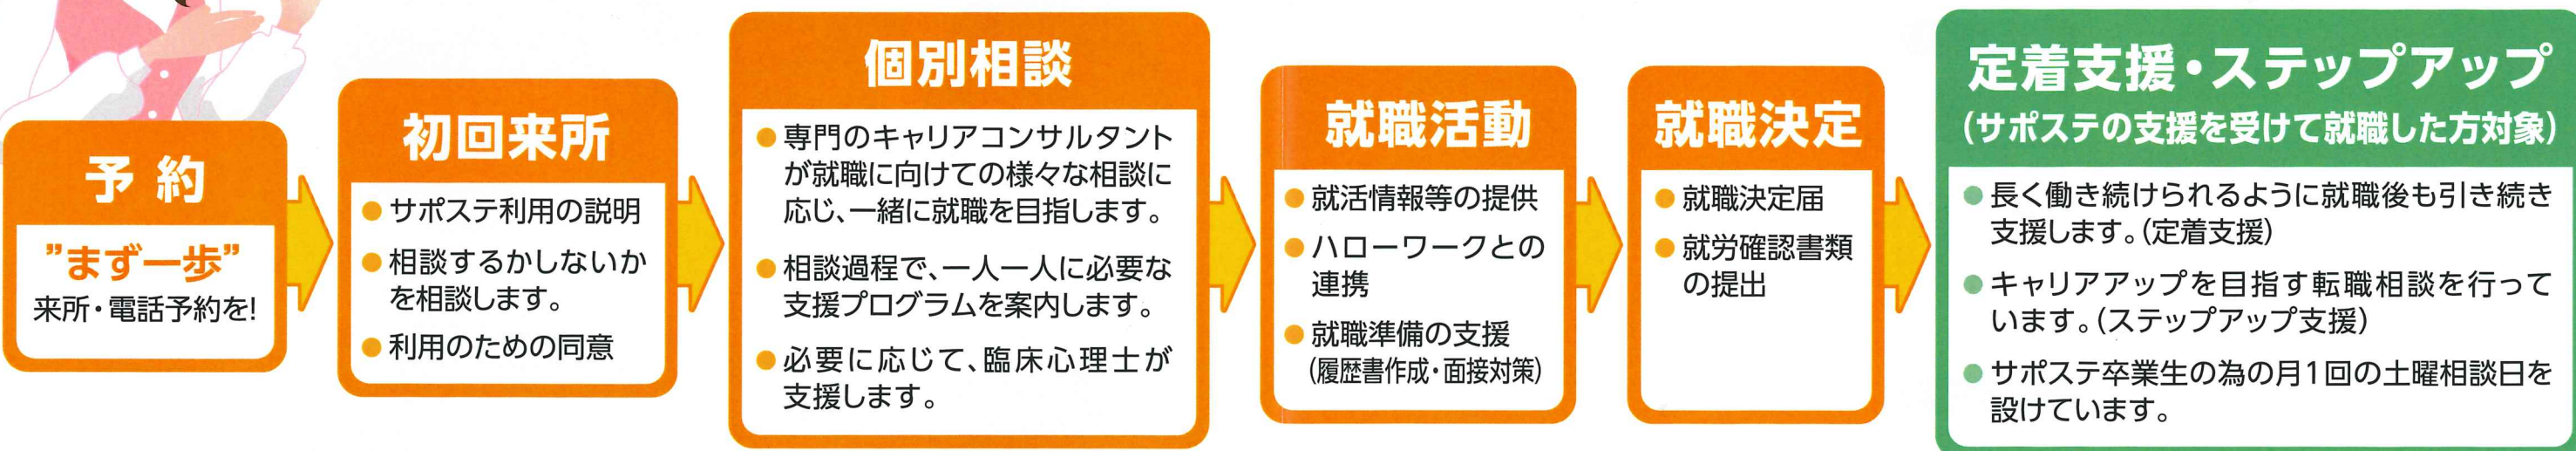 予約
”まず一歩”
来所・電話予約を!
初回来所
● サポステ利用の説明
● 相談するかしないか
を相談します。
● 利用のための同意
個別相談
● 専門のキャリアコンサルタント
が就職に向けての様々な相談に
応じ、一緒に就職を目指します。
● 相談過程で、一人一人に必要な
支援プログラムを案内します。
● 必要に応じて、臨床心理士が
支援します。
就職活動
● 就活情報等の提供
● ハローワークとの
連携
● 就職準備の支援
(履歴書作成・面接対策)
就職決定
● 就職決定届
● 就労確認書類
の提出
定着支援・ステップアップ
(サポステの支援を受けて就職した方対象)
● 長く働き続けられるように就職後も引き続き
支援します。(定着支援)
● キャリアアップを目指す転職相談を行って
います。(ステップアップ支援)
● サポステ卒業生の為の月1回の土曜相談日を
設けています。